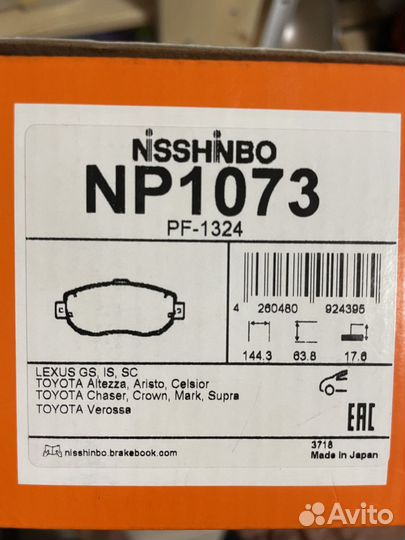 NiSSHiNBO
NP1073
PF-1324
4 260480 924395
144.3 63.8 17.6
LEXUS GS, IS, SC
TOYOTA Altezza, Aristo, Celsior
TOYOTA Chaser, Crown, Mark, Supra
TOYOTA Verossa
EAC
nisshinbo.brakebook.com
3718
Made in Japan
Avito